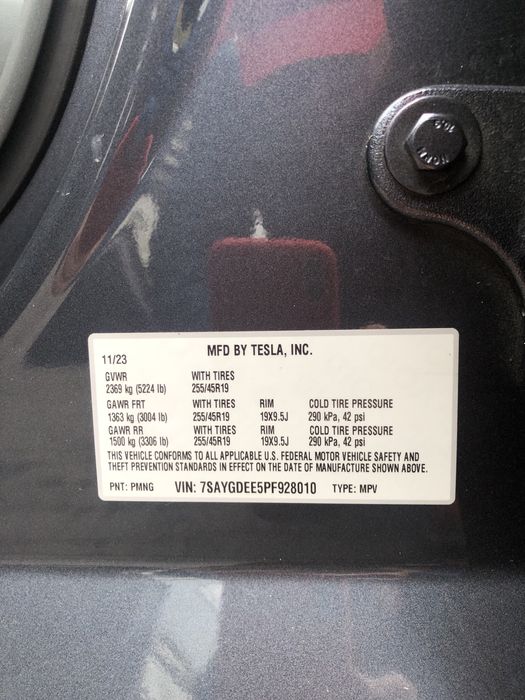 MFD BY TESLA, INC.
11/23
GVWR WITH TIRES
2369 kg (5224 lb) 255/45R19
GAWR FRT WITH TIRES RIM COLD TIRE PRESSURE
1363 kg (3004 lb) 255/45R19 19X9.5J 290 kPa, 42 psi
GAWR RR WITH TIRES RIM COLD TIRE PRESSURE
1500 kg (3306 lb) 255/45R19 19X9.5J 290 kPa, 42 psi
THIS VEHICLE CONFORMS TO ALL APPLICABLE U.S. FEDERAL MOTOR VEHICLE SAFETY AND
THEFT PREVENTION STANDARDS IN EFFECT ON THE DATE OF MANUFACTURE SHOWN ABOVE.
PNT: PMNG VIN: 7SAYGDEE5PF928010 TYPE: MPV